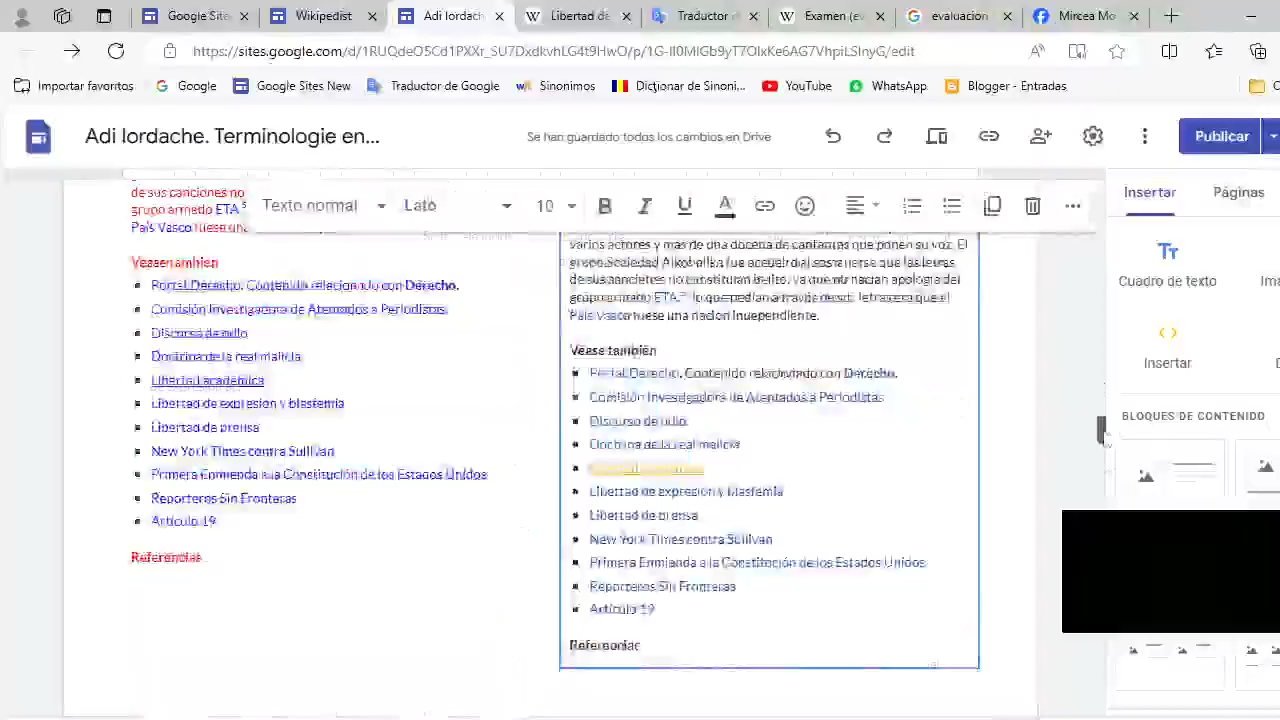 Google Sites
Wikipedist
Adi Iordach
Libertad de
Traductor
Examen (ev
evaluacion
Mircea Mo
https://sites.google.com/d/1RUQdeO5Cd1PXXr_SU7DxdkvhLG4t9HwO/p/1G-Il0MIGb9yT7OIxKe6AG7VhpiLSInyG/edit
Importar favoritos
Google
Google Sites New
Traductor de Google
Sinonimos
Dicționar de Sinoni...
YouTube
WhatsApp
Blogger - Entradas
Adi Iordache. Terminologie en...
Se han guardado todos los cambios en Drive
Publicar
Insertar
Páginas
Texto normal
Lato
10
de sus canciones no
grupo armado ETA
País Vasco fuese una
Cuadro de texto
Insertar
BLOQUES DE CONTENIDO
Véase también
Portal:Derecho. Contenido relacionado con Derecho.
Comisión Investigadora de Atentados a Periodistas
Discurso de odio
Doctrina de la real malicia
Libertad académica
Libertad de expresión y blasfemia
Libertad de prensa
New York Times contra Sullivan
Primera Enmienda a la Constitución de los Estados Unidos
Reporteros Sin Fronteras
Artículo 19
Referencias
varios actores y más de una docena de cantantes que ponen su voz. El
de sus canciones no constituían delito, ya que no hacían apología del
grupo armado ETA lo que pedían a través de sus letras era que el
País Vasco fuese una nación independiente.
Véase también
Portal:Derecho. Contenido relacionado con Derecho.
Comisión Investigadora de Atentados a Periodistas
Discurso de odio
Doctrina de la real malicia
Libertad de expresión y blasfemia
Libertad de prensa
New York Times contra Sullivan
Primera Enmienda a la Constitución de los Estados Unidos
Reporteros Sin Fronteras
Artículo 19
Referencias